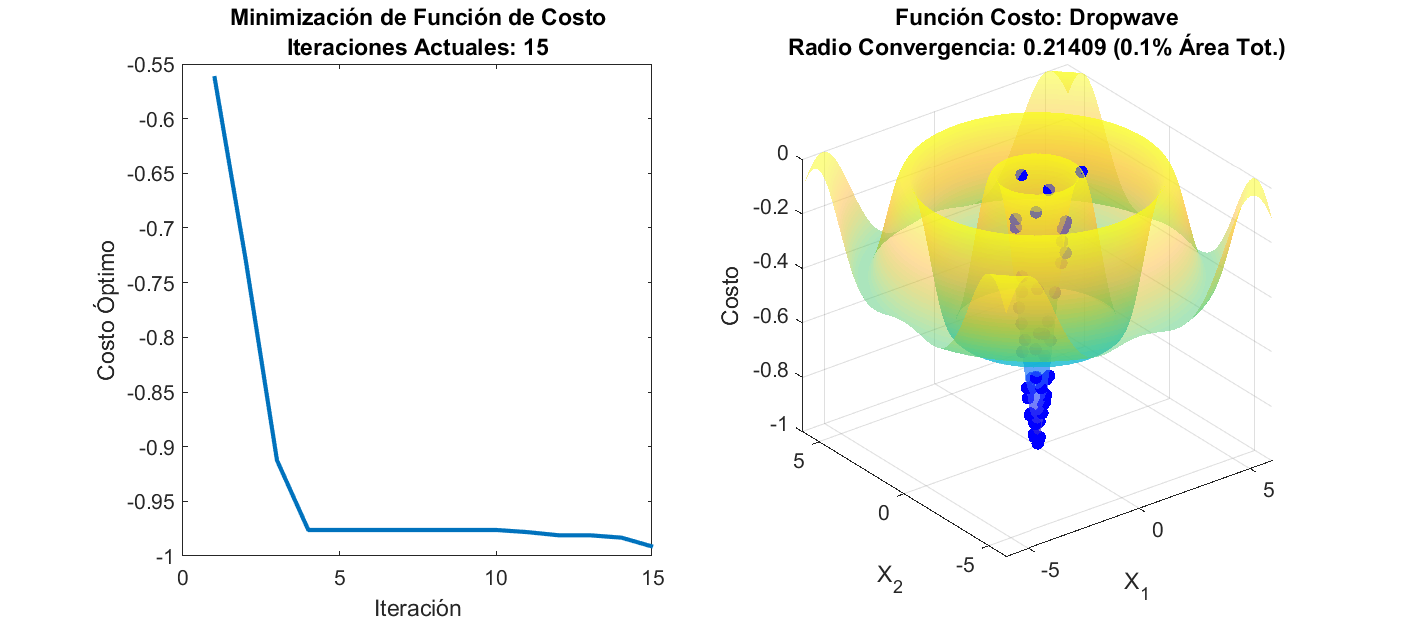 Minimización de Función de Costo
Iteraciones Actuales: 15
-0.55
-0.6
-0.65
-0.7
-0.75
-0.8
-0.85
-0.9
-0.95
-1
Costo Óptimo
0
5
10
15
Iteración
Función Costo: Dropwave
Radio Convergencia: 0.21409 (0.1% Área Tot.)
0
-0.2
-0.4
-0.6
-0.8
-1
Costo
5
0
-5
X2
-5
0
5
X1